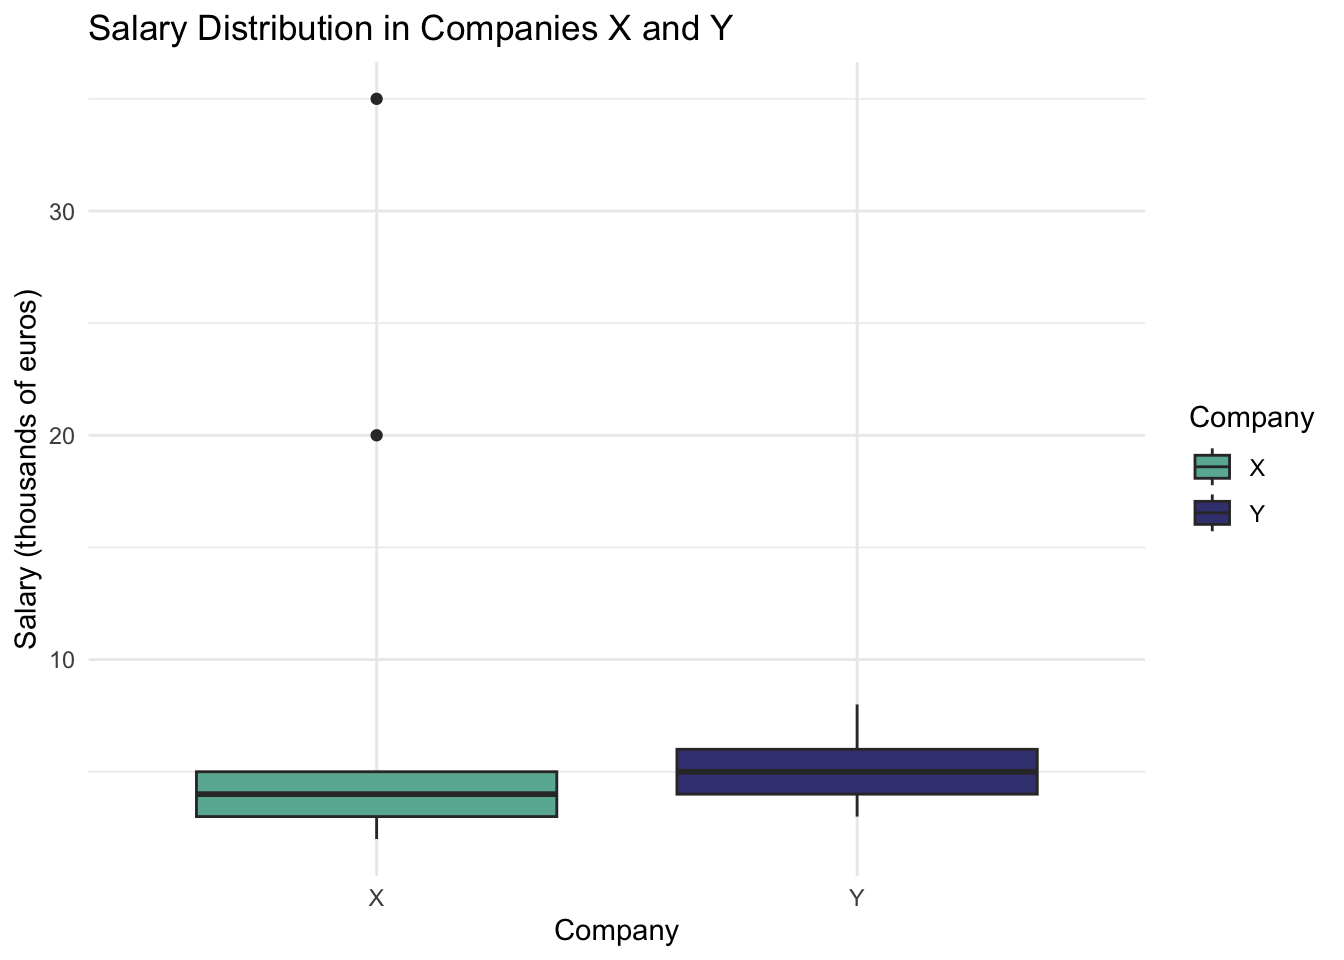 Salary Distribution in Companies X and Y
Salary (thousands of euros)
30
20
10
X
Y
Company
Company
X
Y